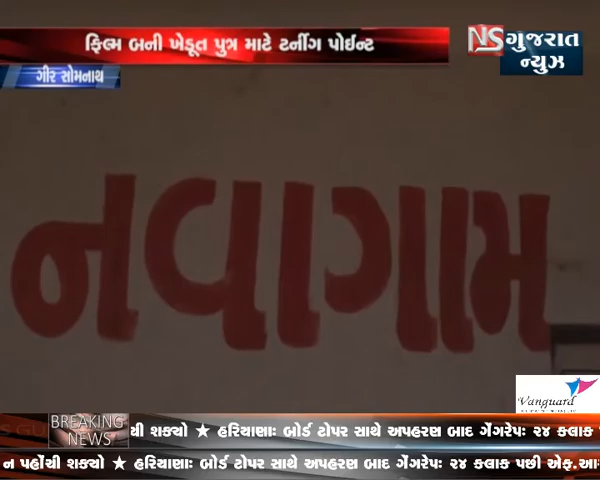 ફિલ્મ બની ખેડૂત પુત્ર માટે ટર્નીંગ પોઈન્ટ
NS ગુજરાત
ન્યુઝ
ગીર સોમનાથ
નવાગામ
Vanguard
BREAKING
NEWS
ચી શક્યો ★ હરિયાણાઃ બોર્ડ ટોપર સાથે અપહરણ બાદ ગેંગરેપઃ ૨૪ કલાક
ન પહોંચી શક્યો ★ હરિયાણાઃ બોર્ડ ટોપર સાથે અપહરણ બાદ ગેંગરેપઃ ૨૪ કલાક પછી એફ.આ